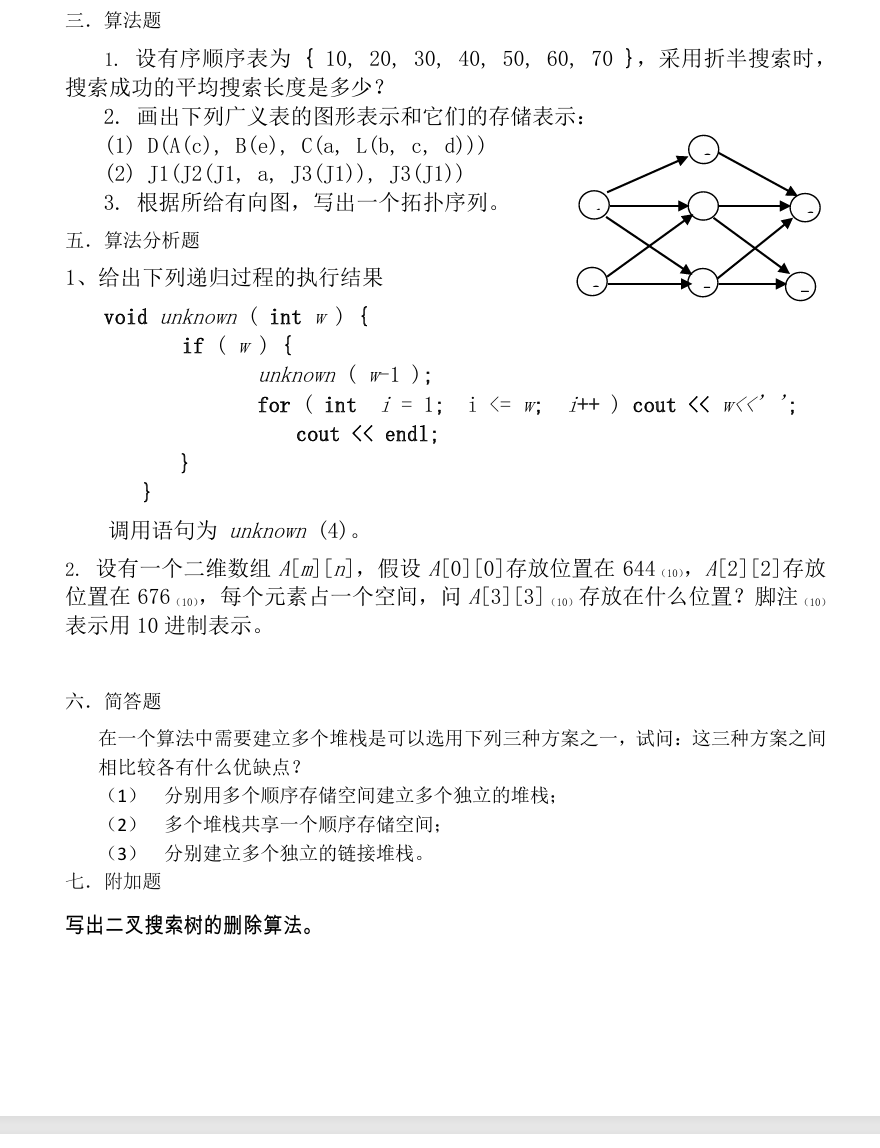 三．算法题
1. 设有序顺序表为 { 10, 20, 30, 40, 50, 60, 70 }，采用折半搜索时，
搜索成功的平均搜索长度是多少？
2. 画出下列广义表的图形表示和它们的存储表示：
(1) D(A(c), B(e), C(a, L(b, c, d)))
(2) J1(J2(J1, a, J3(J1)), J3(J1))
3. 根据所给有向图，写出一个拓扑序列。
五．算法分析题
1、给出下列递归过程的执行结果
void unknown ( int w ) {
if ( w ) {
unknown ( w-1 );
for ( int i = 1; i <= w; i++ ) cout << w<<’ ’;
cout << endl;
}
}
调用语句为 unknown (4)。
2. 设有一个二维数组 A[m][n]，假设 A[0][0]存放位置在 644（10），A[2][2]存放
位置在 676（10），每个元素占一个空间，问 A[3][3]（10）存放在什么位置？脚注（10）
表示用 10 进制表示。
六．简答题
在一个算法中需要建立多个堆栈是可以选用下列三种方案之一，试问：这三种方案之间
相比较各有什么优缺点？
（1） 分别用多个顺序存储空间建立多个独立的堆栈；
（2） 多个堆栈共享一个顺序存储空间；
（3） 分别建立多个独立的链接堆栈。
七．附加题
写出二叉搜索树的删除算法。